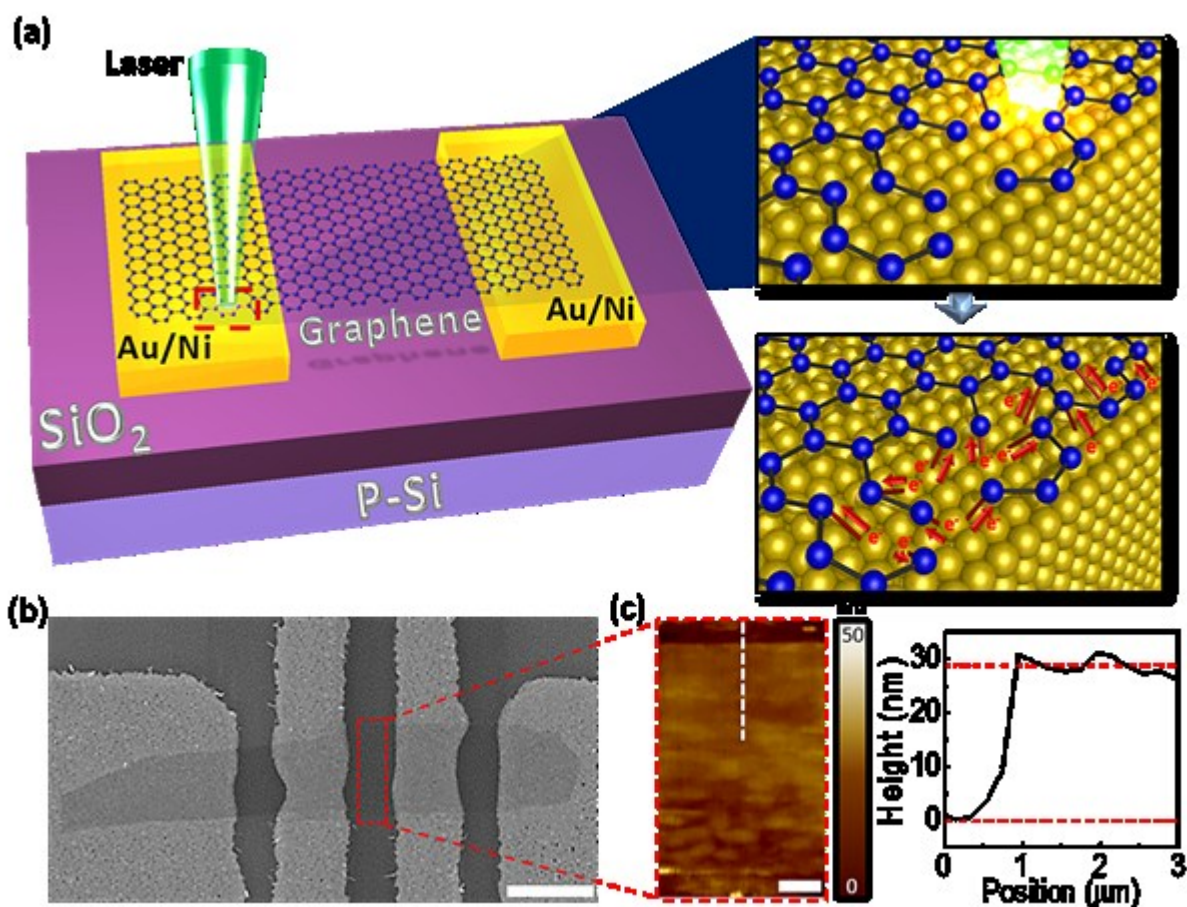 (a)
Laser
Au/Ni
Graphene
Au/Ni
SiO2
P-Si
e-
e-
e-
e-
e-
e-
e-
e-
e-
e-
(b)
(c)
50
0
Height (nm)
30
20
10
0
0
1
2
3
Position (μm)